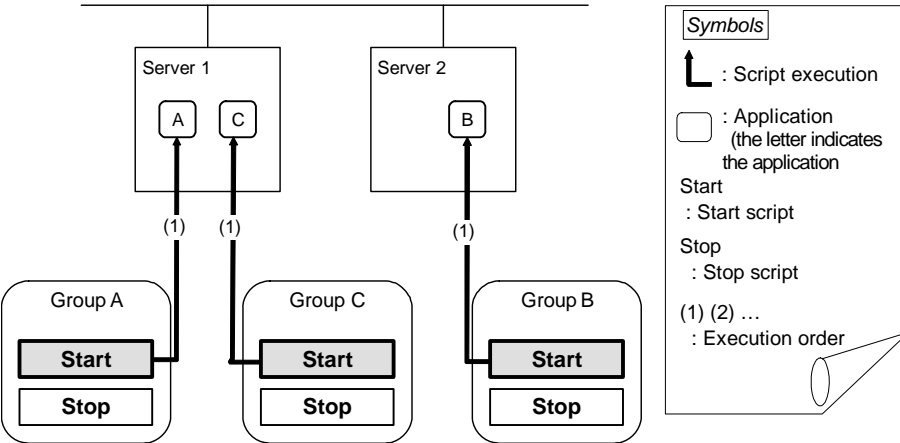 Server 1
Server 2
A
C
B
(1)
(1)
(1)
Group A
Group C
Group B
Start
Start
Start
Stop
Stop
Stop
Symbols
: Script execution
: Application
(the letter indicates
the application
Start
: Start script
Stop
: Stop script
(1) (2) …
: Execution order